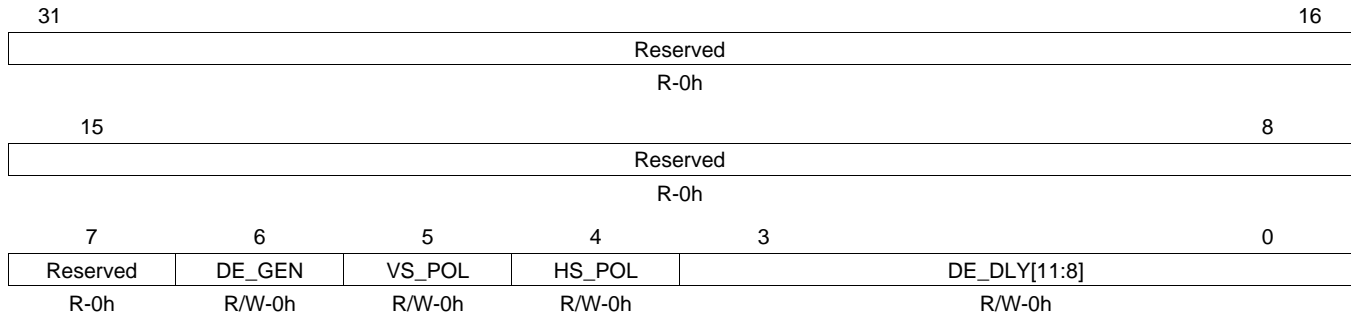 31 16
Reserved
R-0h
15 8
Reserved
R-0h
7 6 5 4 3 0
Reserved DE_GEN VS_POL HS_POL DE_DLY[11:8]
R-0h R/W-0h R/W-0h R/W-0h R/W-0h